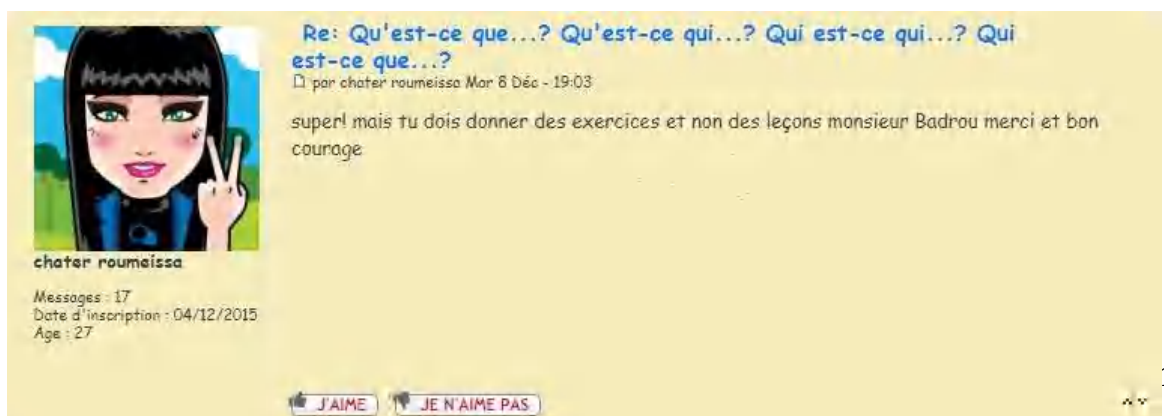 Re: Qu'est-ce que...? Qu'est-ce qui...? Qui est-ce qui...? Qui
est-ce que...?
par chater roumeissa Mar 8 Déc - 19:03
super! mais tu dois donner des exercices et non des leçons monsieur Badrou merci et bon
courage
chater roumeissa
Messages : 17
Date d'inscription : 04/12/2015
Age : 27
J'AIME JE N'AIME PAS
1